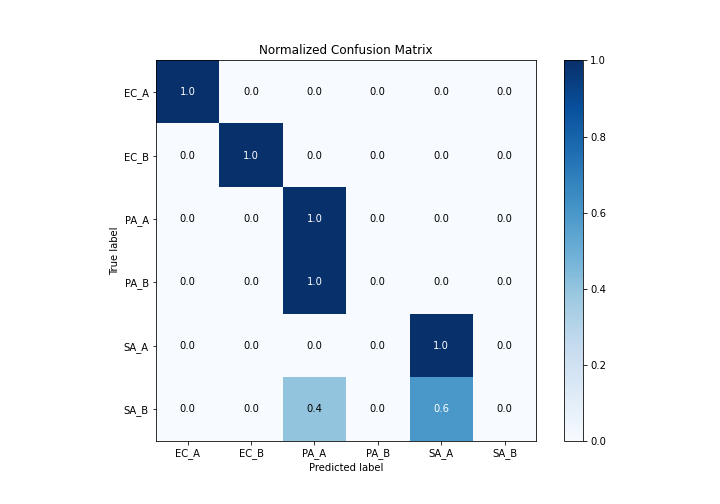 Normalized Confusion Matrix
True label
EC_A 1.0 0.0 0.0 0.0 0.0 0.0
EC_B 0.0 1.0 0.0 0.0 0.0 0.0
PA_A 0.0 0.0 1.0 0.0 0.0 0.0
PA_B 0.0 0.0 1.0 0.0 0.0 0.0
SA_A 0.0 0.0 0.0 0.0 1.0 0.0
SA_B 0.0 0.0 0.4 0.0 0.6 0.0
EC_A EC_B PA_A PA_B SA_A SA_B
Predicted label
1.0
0.8
0.6
0.4
0.2
0.0